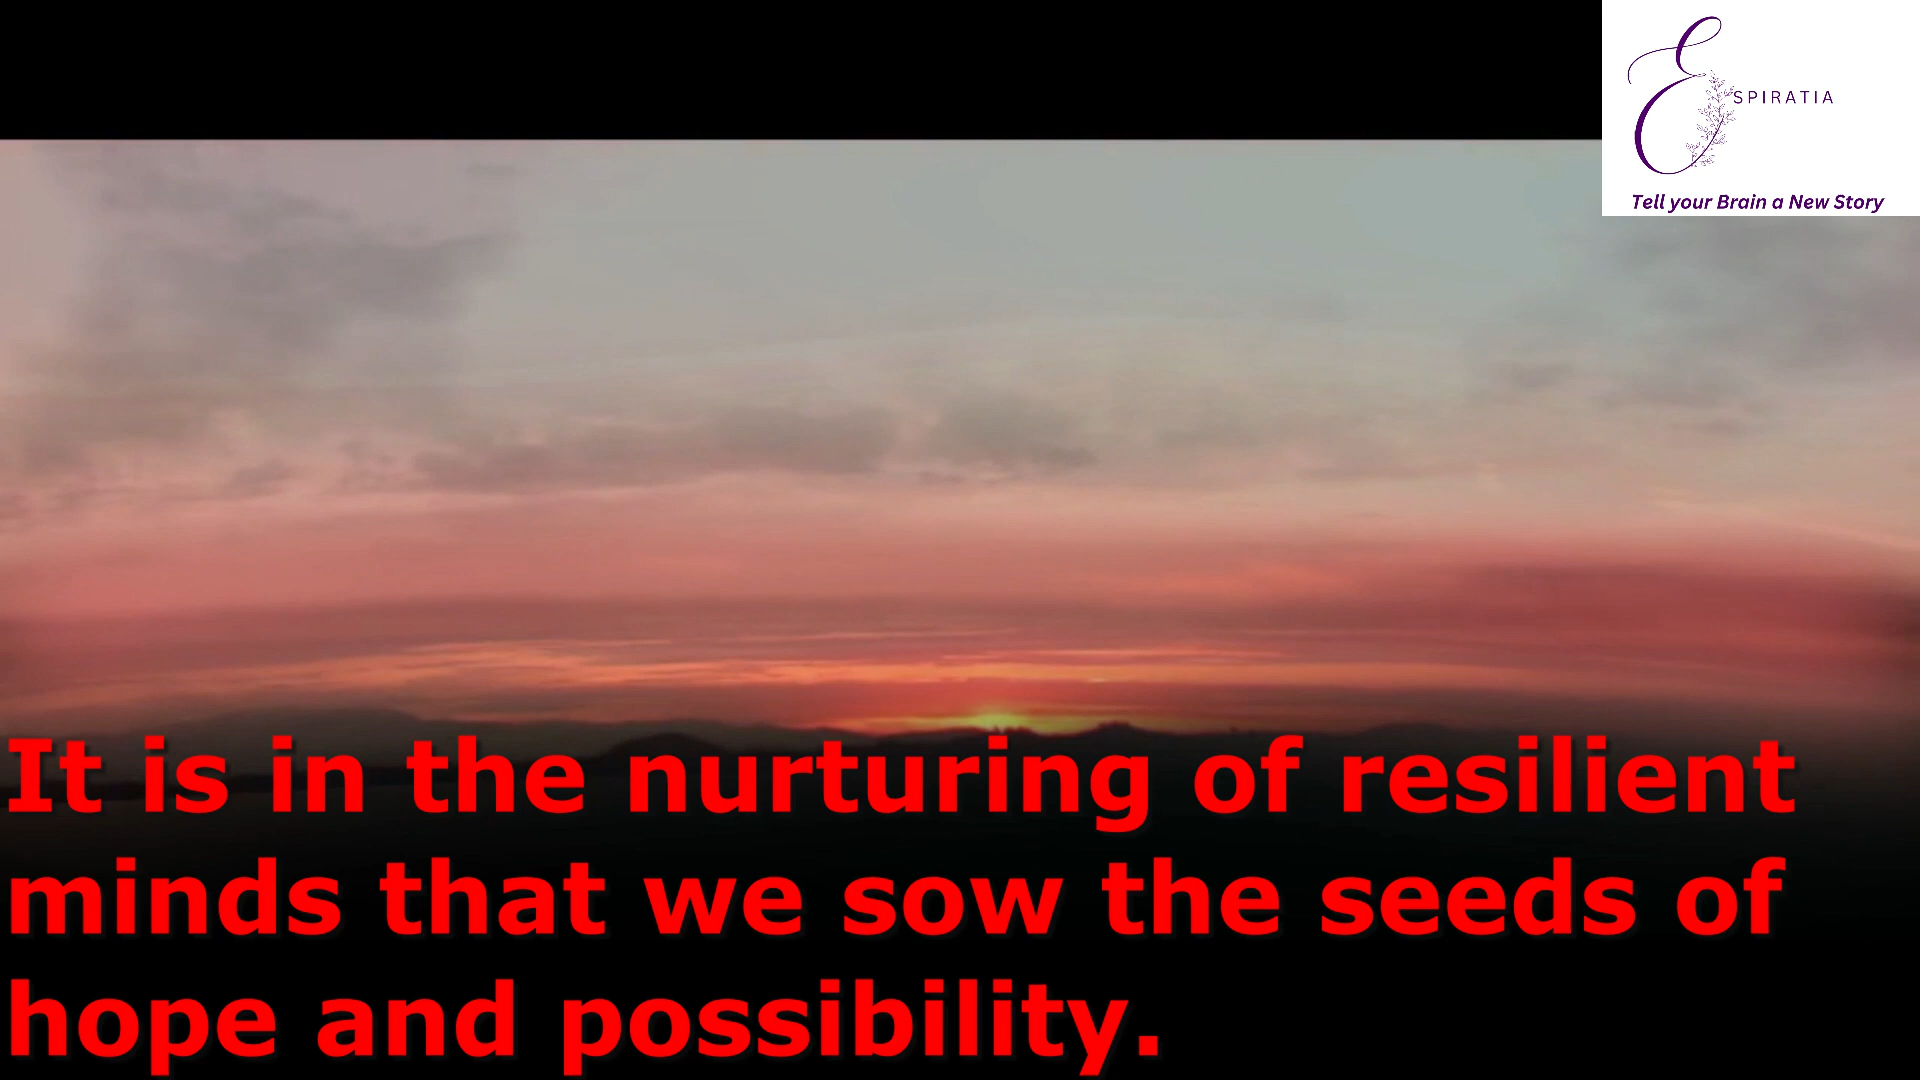 ESPIRATIA
Tell your Brain a New Story
It is in the nurturing of resilient
minds that we sow the seeds of
hope and possibility.